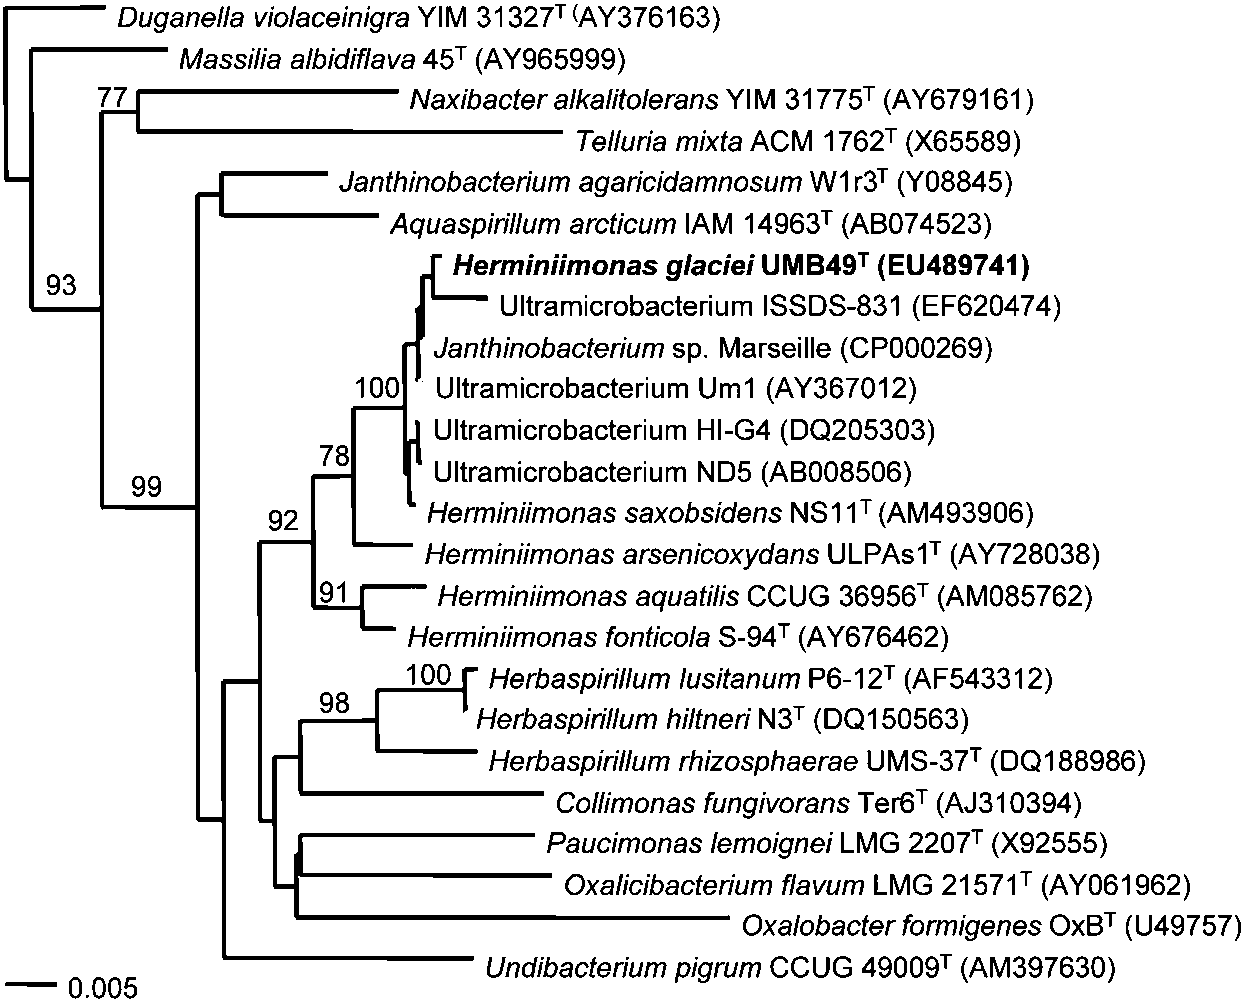 Duganella violaceinigra YIM 31327T (AY376163)
Massilia albidiflava 45T (AY965999)
77
Naxibacter alkalitolerans YIM 31775T (AY679161)
Telluria mixta ACM 1762T (X65589)
Janthinobacterium agaricidamnosum W1r3T (Y08845)
Aquaspirillum arcticum IAM 14963T (AB074523)
Herminiimonas glaciei UMB49T (EU489741)
93
Ultramicrobacterium ISSDS-831 (EF620474)
Janthinobacterium sp. Marseille (CP000269)
100
Ultramicrobacterium Um1 (AY367012)
Ultramicrobacterium HI-G4 (DQ205303)
78
Ultramicrobacterium ND5 (AB008506)
99
Herminiimonas saxobsidens NS11T (AM493906)
92
Herminiimonas arsenicoxydans ULPAs1T (AY728038)
91
Herminiimonas aquatilis CCUG 36956T (AM085762)
Herminiimonas fonticola S-94T (AY676462)
100
Herbaspirillum lusitanum P6-12T (AF543312)
98
Herbaspirillum hiltneri N3T (DQ150563)
Herbaspirillum rhizosphaerae UMS-37T (DQ188986)
Collimonas fungivorans Ter6T (AJ310394)
Paucimonas lemoignei LMG 2207T (X92555)
Oxalicibacterium flavum LMG 21571T (AY061962)
Oxalobacter formigenes OxBT (U49757)
Undibacterium pigrum CCUG 49009T (AM397630)
0.005